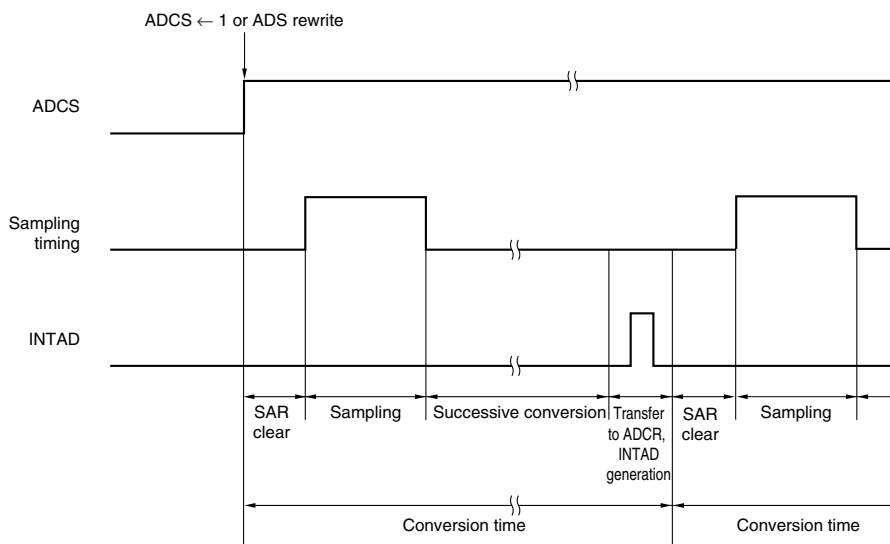 ADCS ← 1 or ADS rewrite
ADCS
Sampling
timing
INTAD
SAR
clear
Sampling
Successive conversion
Transfer
to ADCR,
INTAD
generation
SAR
clear
Sampling
Conversion time
Conversion time